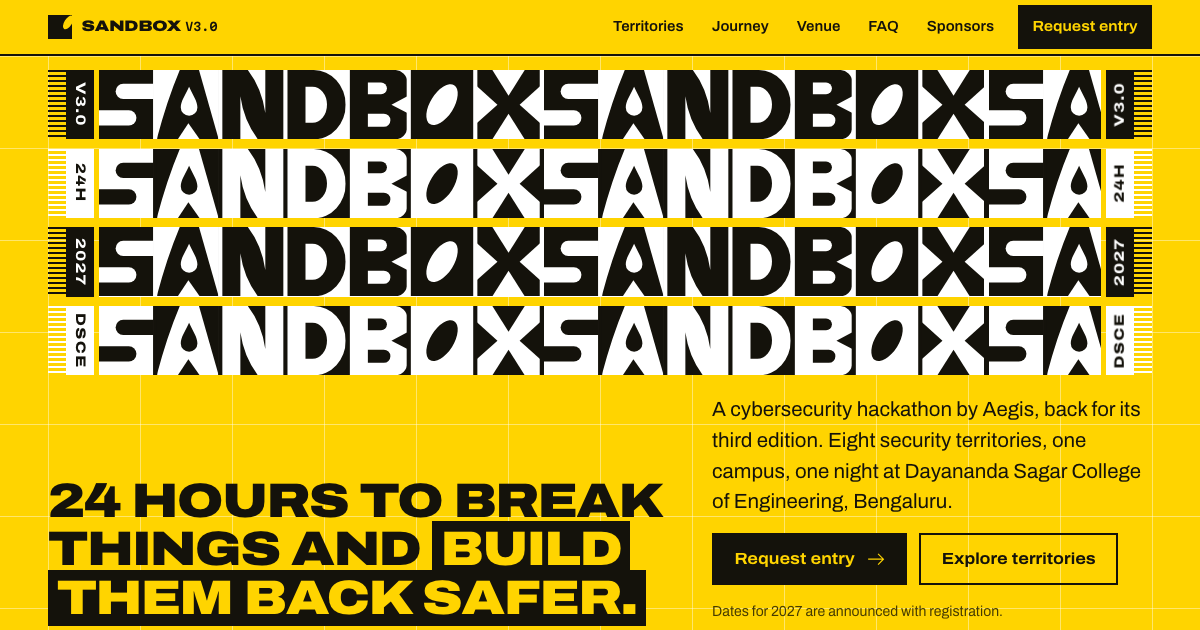 SANDBOX V3.0
Territories Journey Venue FAQ Sponsors Request entry
V3.0 SANDBOXSANDBOXSA V3.0
24H SANDBOXSANDBOXSA 24H
2027 SANDBOXSANDBOXSA 2027
DSCE SANDBOXSANDBOXSA DSCE
24 HOURS TO BREAK
THINGS AND BUILD
THEM BACK SAFER.
A cybersecurity hackathon by Aegis, back for its
third edition. Eight security territories, one
campus, one night at Dayananda Sagar College
of Engineering, Bengaluru.
Request entry → Explore territories
Dates for 2027 are announced with registration.